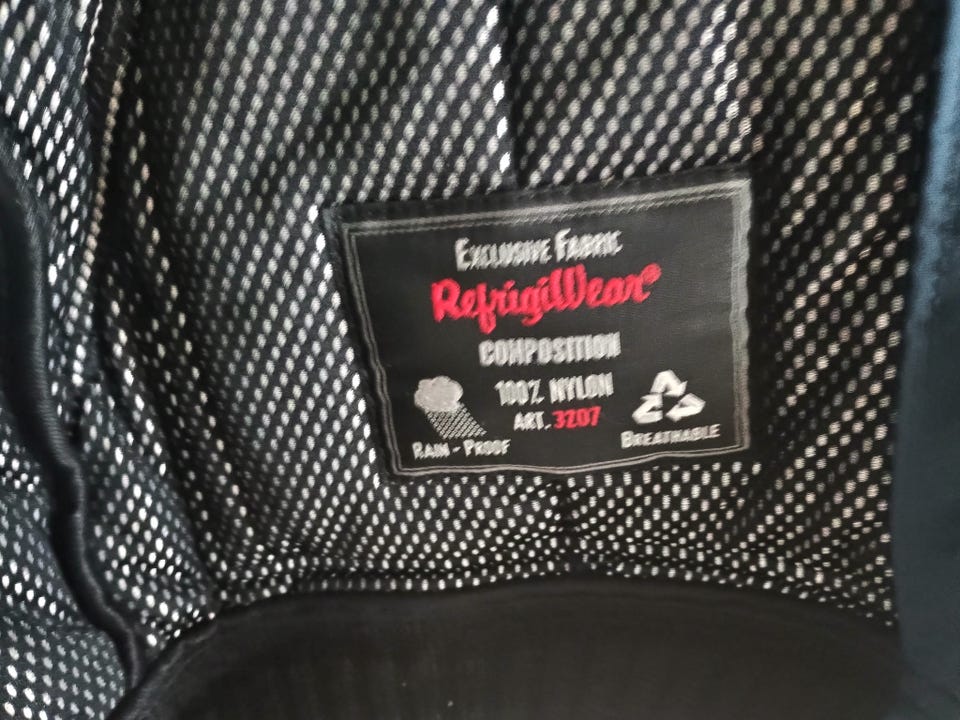 EXCLUSIVE FABRIC
RefrigiWear®
COMPOSITION
100% NYLON
ART. 3207
RAIN - PROOF
BREATHABLE